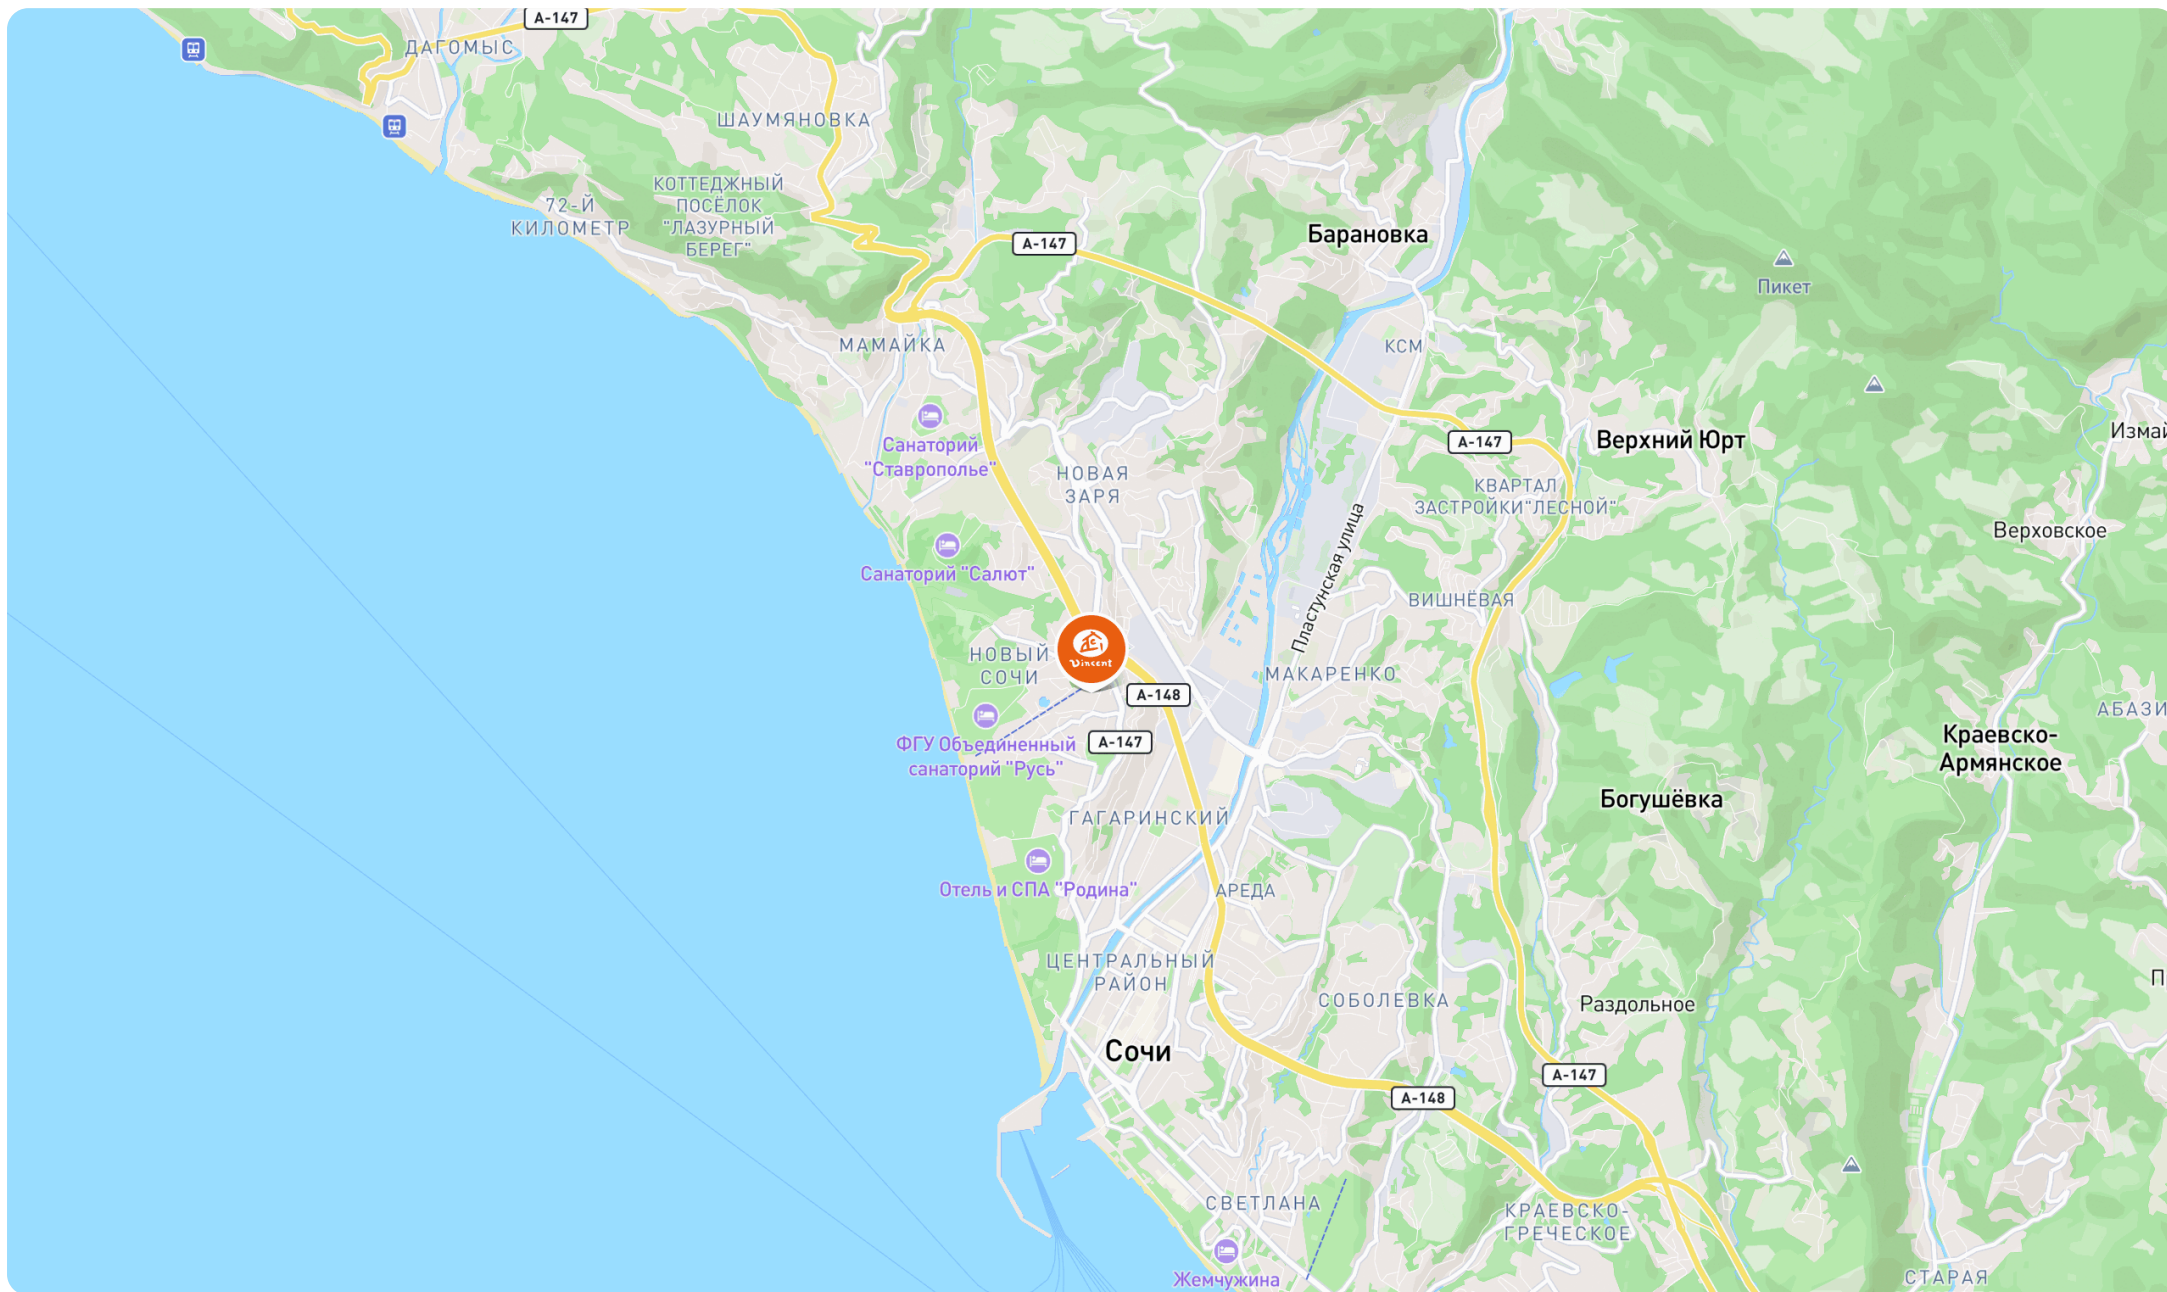 А-147
ДАГОМЫС
ШАУМЯНОВКА
КОТТЕДЖНЫЙ
ПОСЁЛОК
"ЛАЗУРНЫЙ
БЕРЕГ"
72-Й
КИЛОМЕТР
А-147
Барановка
Пикет
МАМАЙКА
КСМ
Санаторий
"Ставрополье"
НОВАЯ
ЗАРЯ
А-147
Верхний Юрт
Измай
КВАРТАЛ
ЗАСТРОЙКИ"ЛЕСНОЙ"
Пластунская улица
Верховское
Санаторий "Салют"
ВИШНЁВАЯ
Vincent
НОВЫЙ
СОЧИ
МАКАРЕНКО
А-148
АБАЗИ
ФГУ Объединенный
санаторий "Русь"
А-147
Краевско-
Армянское
Богушёвка
ГАГАРИНСКИЙ
Отель и СПА "Родина"
АРЕДА
ЦЕНТРАЛЬНЫЙ
РАЙОН
СОБОЛЕВКА
Раздольное
П
Сочи
А-147
А-148
СВЕТЛАНА
КРАЕВСКО-
ГРЕЧЕСКОЕ
Жемчужина
СТАРАЯ